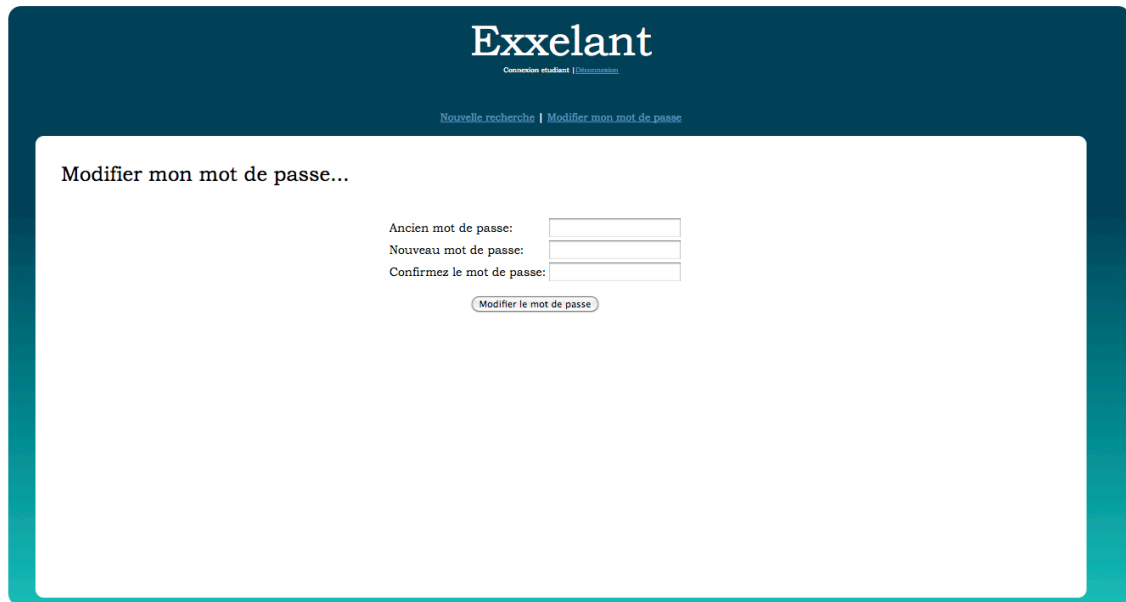 Exxelant
Connexion etudiant |Déconnexion
Nouvelle recherche | Modifier mon mot de passe
Modifier mon mot de passe...
Ancien mot de passe:
Nouveau mot de passe:
Confirmez le mot de passe:
Modifier le mot de passe